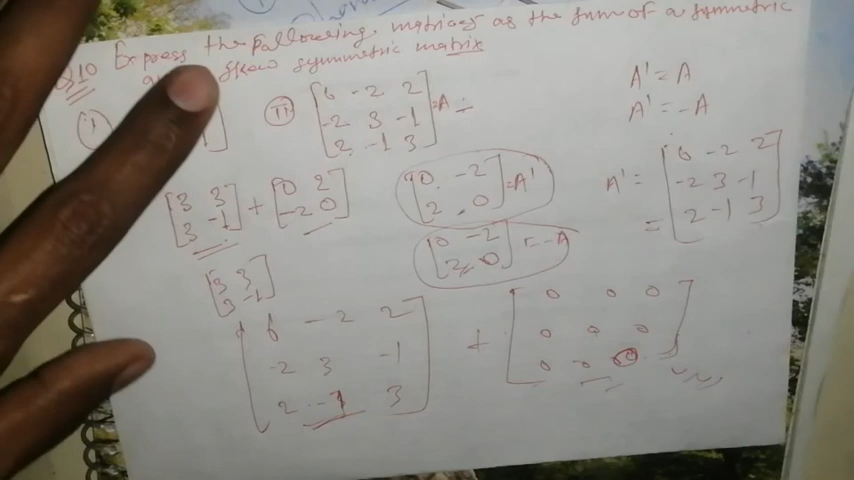 Q10 Express the Following matrices as the sum of a symmetric
skew symmetric matrix
(i) (ii) [6 -2 2 = A
-2 3 -1
2 -1 3]
A' = A
A' = -A
[3 3
3 -1] + [0 2
-2 0]
[0 -2
2 0] = A'
A' = [6 -2 2
-2 3 -1
= 2 -1 3]
[0 -2
2 0] = -A
[3 3
3 -1]
[6 -2 2
-2 3 -1
2 -1 3] + [0 0 0
0 0 0
0 0 0]